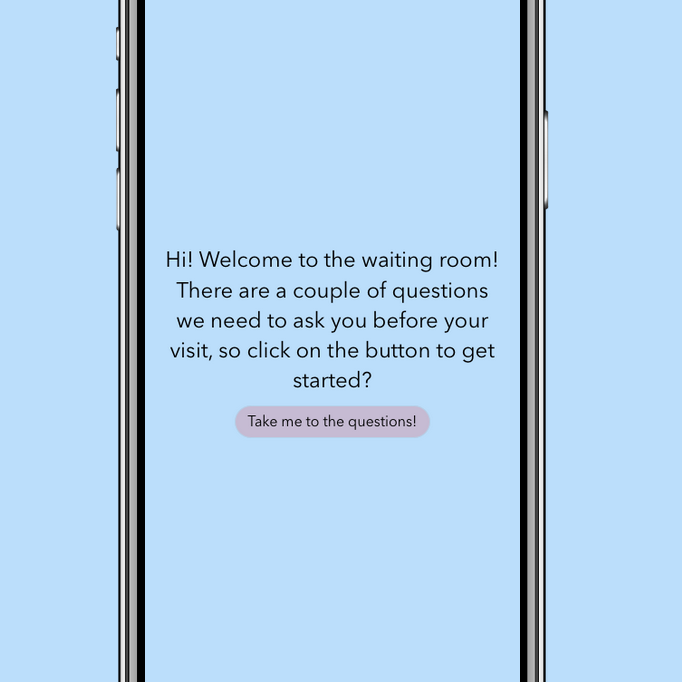 Hi! Welcome to the waiting room!
There are a couple of questions
we need to ask you before your
visit, so click on the button to get
started?
Take me to the questions!